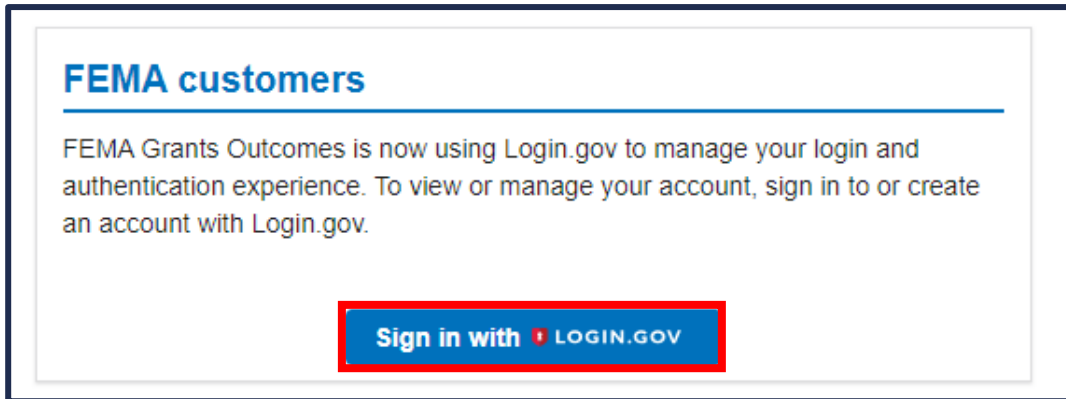 FEMA customers
FEMA Grants Outcomes is now using Login.gov to manage your login and
authentication experience. To view or manage your account, sign in to or create
an account with Login.gov.
Sign in with LOGIN.GOV